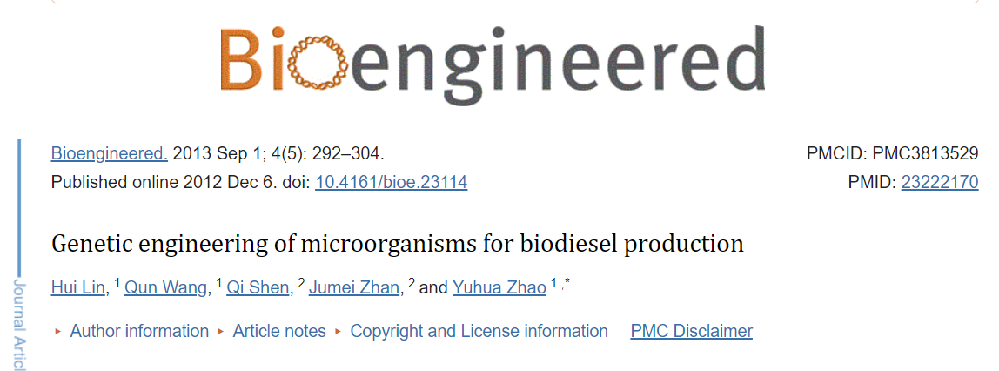 Bioengineered
Bioengineered. 2013 Sep 1; 4(5): 292–304.
PMCID: PMC3813529
Published online 2012 Dec 6. doi: 10.4161/bioe.23114
PMID: 23222170
Genetic engineering of microorganisms for biodiesel production
Hui Lin, 1 Qun Wang, 1 Qi Shen, 2 Jumei Zhan, 2 and Yuhua Zhao 1 ,*
▸ Author information ▸ Article notes ▸ Copyright and License information PMC Disclaimer
Journal Articl